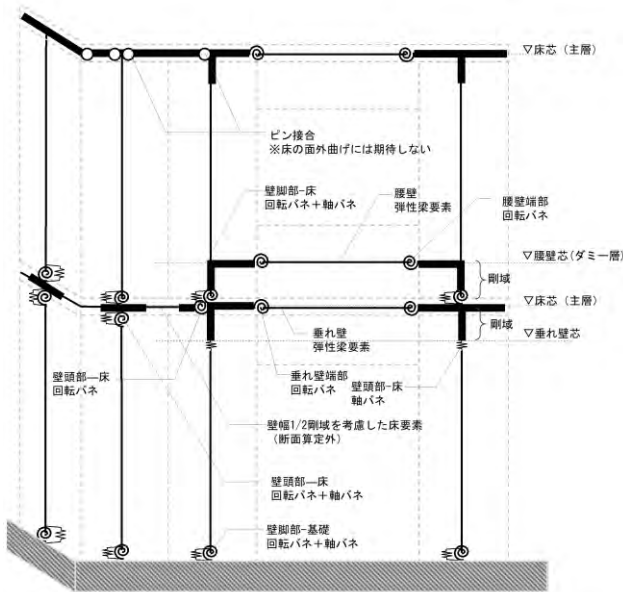 ▽床芯（主層）
ピン接合
※床の面外曲げには期待しない
壁脚部-床
回転バネ＋軸バネ
腰壁
弾性梁要素
腰壁端部
回転バネ
▽腰壁芯(ダミー層)
剛域
▽床芯（主層）
剛域
▽垂れ壁芯
垂れ壁
弾性梁要素
壁頭部―床
回転バネ
垂れ壁端部
回転バネ
壁頭部-床
軸バネ
壁幅1/2剛域を考慮した床要素
（断面算定外）
壁頭部―床
回転バネ＋軸バネ
壁脚部-基礎
回転バネ＋軸バネ